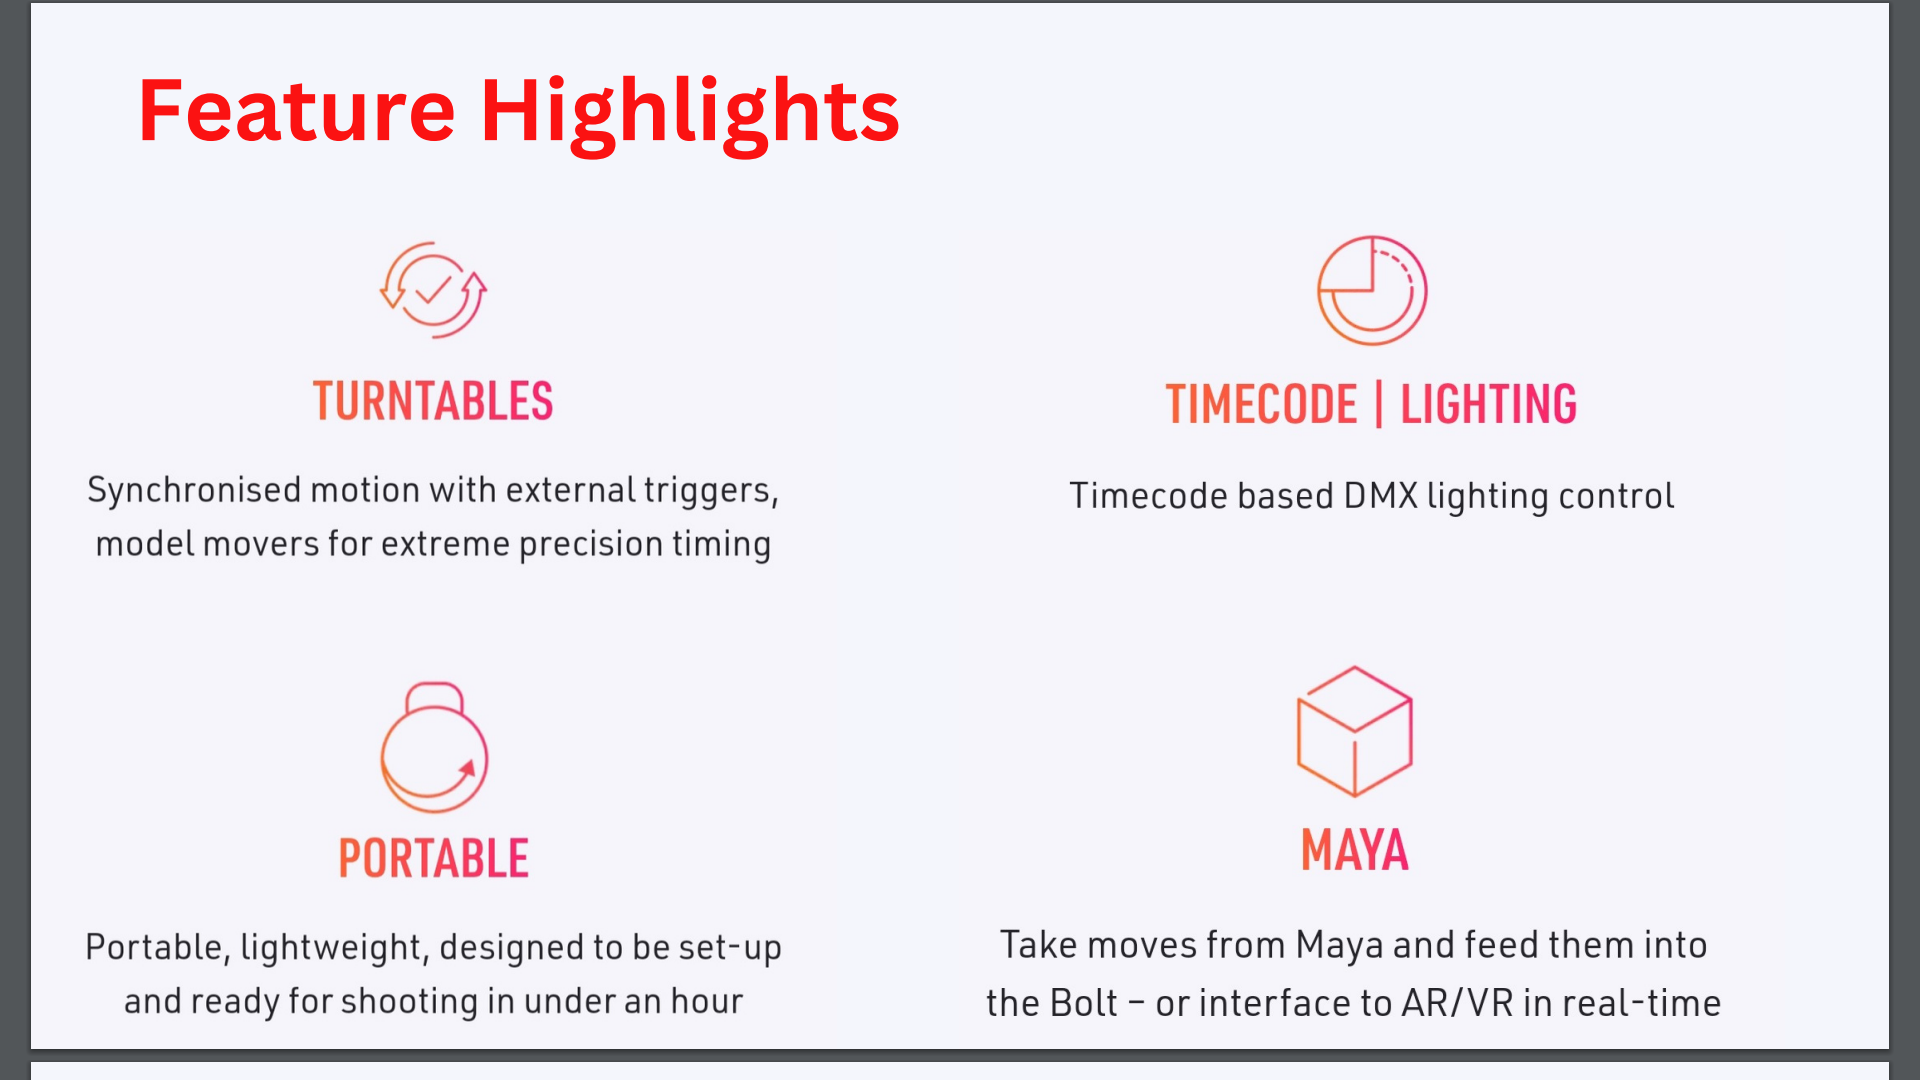 Feature Highlights
TURNTABLES
Synchronised motion with external triggers,
model movers for extreme precision timing
TIMECODE | LIGHTING
Timecode based DMX lighting control
PORTABLE
Portable, lightweight, designed to be set-up
and ready for shooting in under an hour
MAYA
Take moves from Maya and feed them into
the Bolt – or interface to AR/VR in real-time